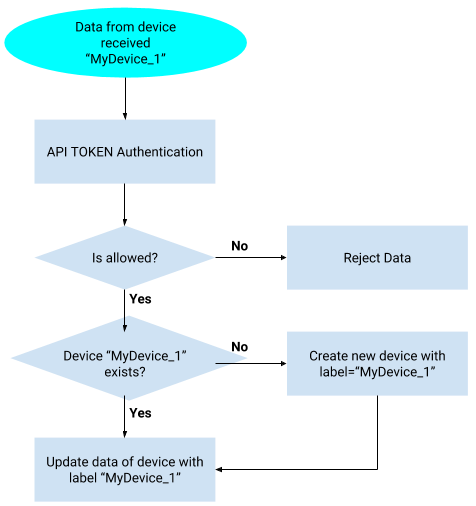 Data from device
received
“MyDevice_1”
API TOKEN Authentication
Is allowed?
No
Reject Data
Yes
Device “MyDevice_1”
exists?
No
Create new device with
label=“MyDevice_1”
Yes
Update data of device with
label “MyDevice_1”